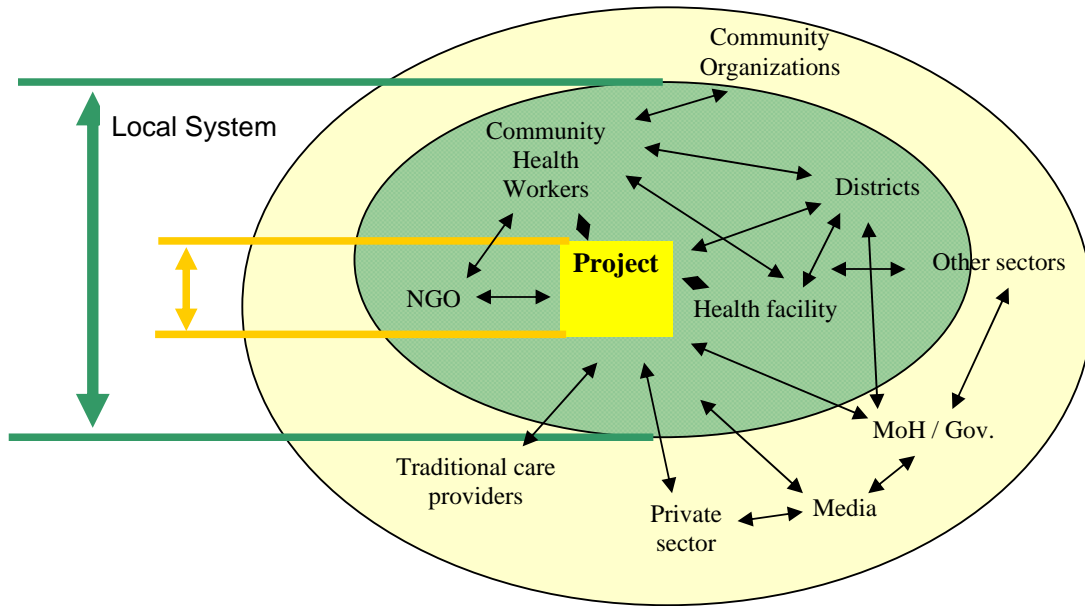 Community
Organizations
Local System
Community
Health
Workers
Districts
Project
Other sectors
NGO
Health facility
MoH / Gov.
Traditional care
providers
Private
sector
Media